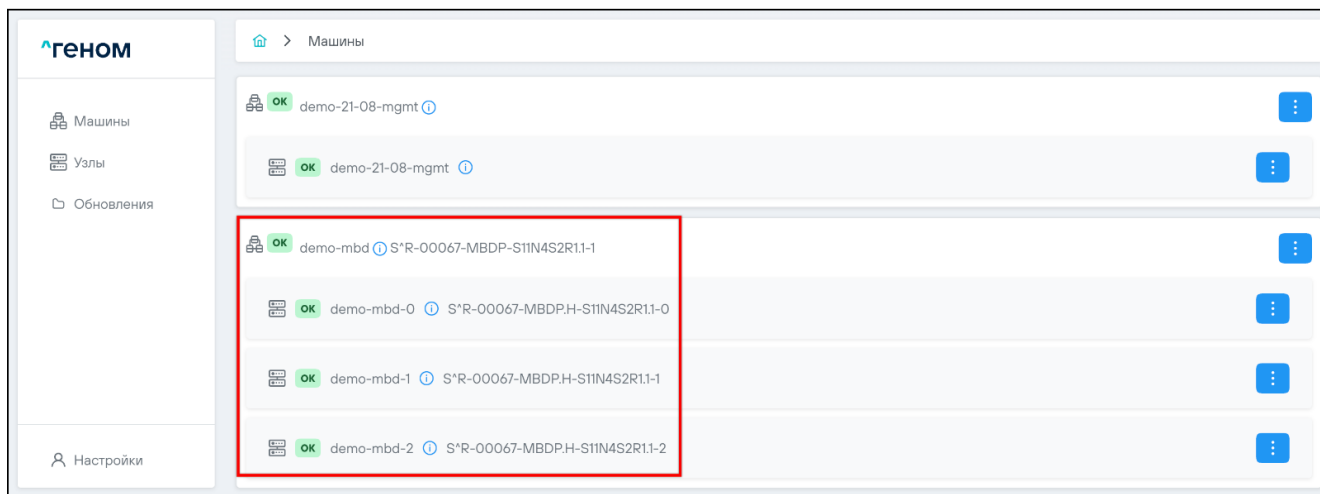 ^геном
Машины
Узлы
Обновления
Настройки
> Машины
OK demo-21-08-mgmt
OK demo-21-08-mgmt
OK demo-mbd S^R-00067-MBDP-S11N4S2R1.1-1
OK demo-mbd-0 S^R-00067-MBDP.H-S11N4S2R1.1-0
OK demo-mbd-1 S^R-00067-MBDP.H-S11N4S2R1.1-1
OK demo-mbd-2 S^R-00067-MBDP.H-S11N4S2R1.1-2